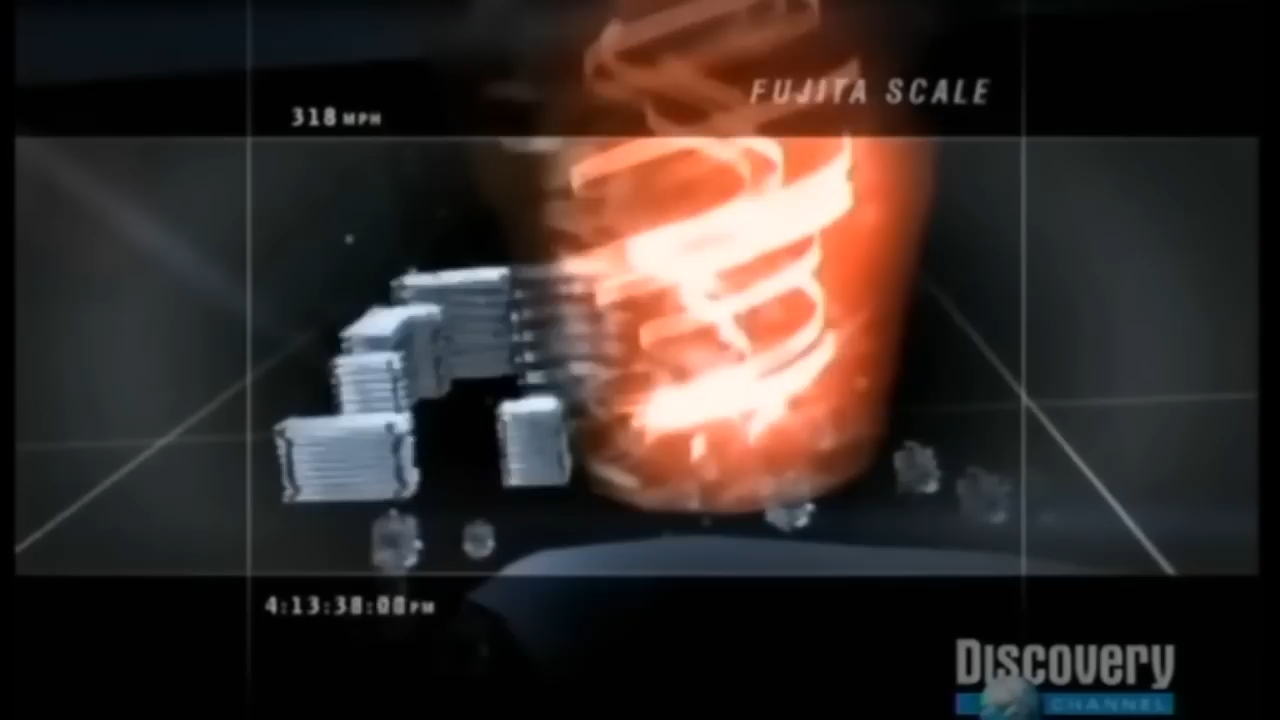 FUJITA SCALE
318 MPH
4:13:38:00 PM
Discovery
CHANNEL